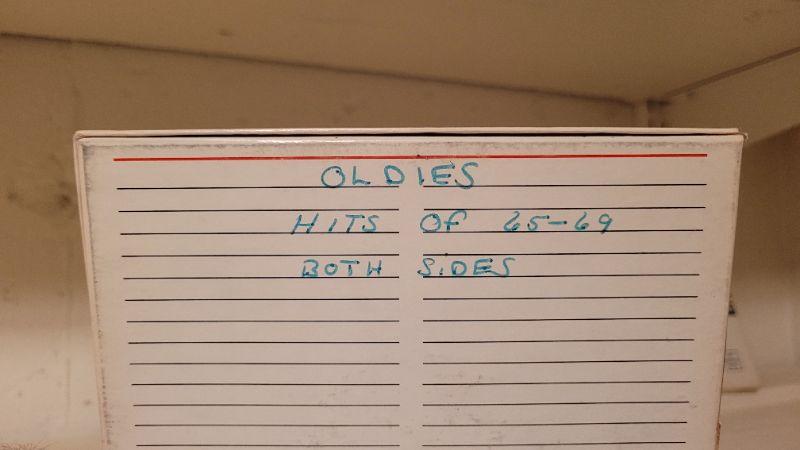 OLDIES
HITS OF 65-69
BOTH SIDES